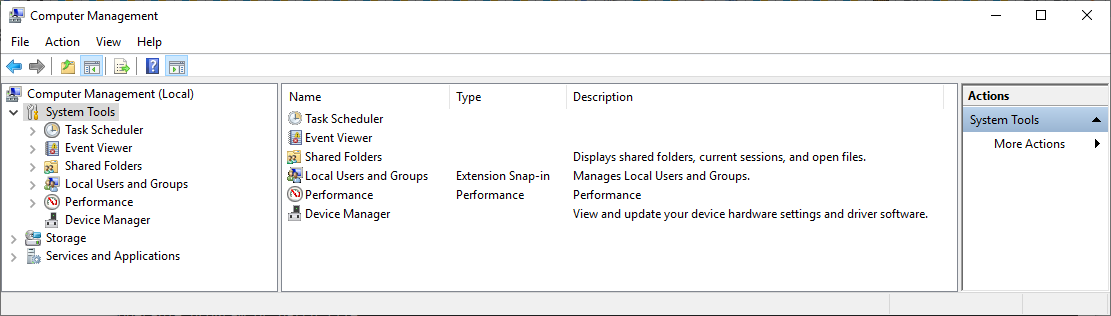 Computer Management
File Action View Help
Computer Management (Local)
System Tools
Task Scheduler
Event Viewer
Shared Folders
Local Users and Groups
Performance
Device Manager
Storage
Services and Applications
Name Type Description
Task Scheduler
Event Viewer
Shared Folders Displays shared folders, current sessions, and open files.
Local Users and Groups Extension Snap-in Manages Local Users and Groups.
Performance Performance Performance
Device Manager View and update your device hardware settings and driver software.
Actions
System Tools
More Actions